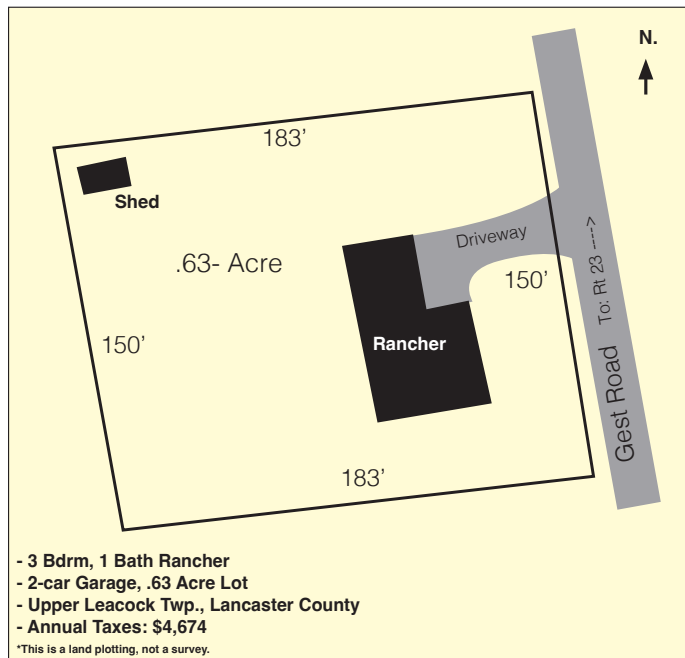 N.
183’
Shed
Driveway
.63- Acre
150’
150’
Rancher
Gest Road To: Rt 23 ---->
183’
- 3 Bdrm, 1 Bath Rancher
- 2-car Garage, .63 Acre Lot
- Upper Leacock Twp., Lancaster County
- Annual Taxes: $4,674
*This is a land plotting, not a survey.